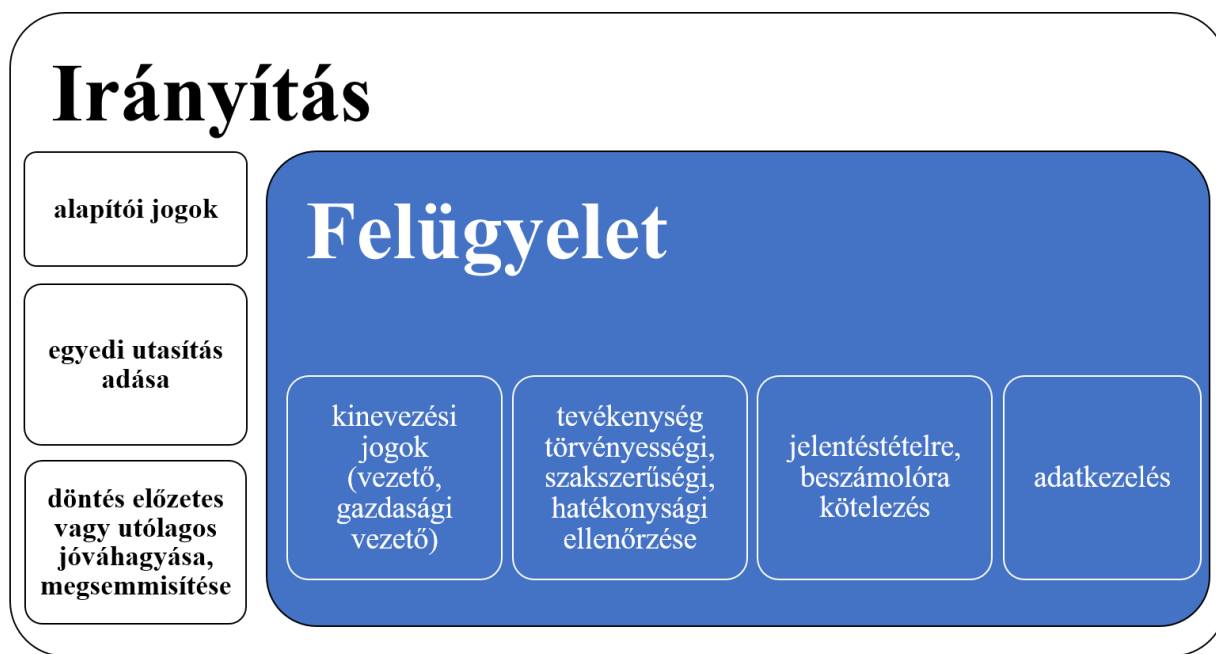 Irányítás
alapítói jogok
egyedi utasítás
adása
döntés előzetes
vagy utólagos
jóváhagyása,
megsemmisítése
Felügyelet
kinevezési
jogok
(vezető,
gazdasági
vezető)
tevékenység
törvényességi,
szakszerűségi,
hatékonysági
ellenőrzése
jelentéstételre,
beszámolóra
kötelezés
adatkezelés